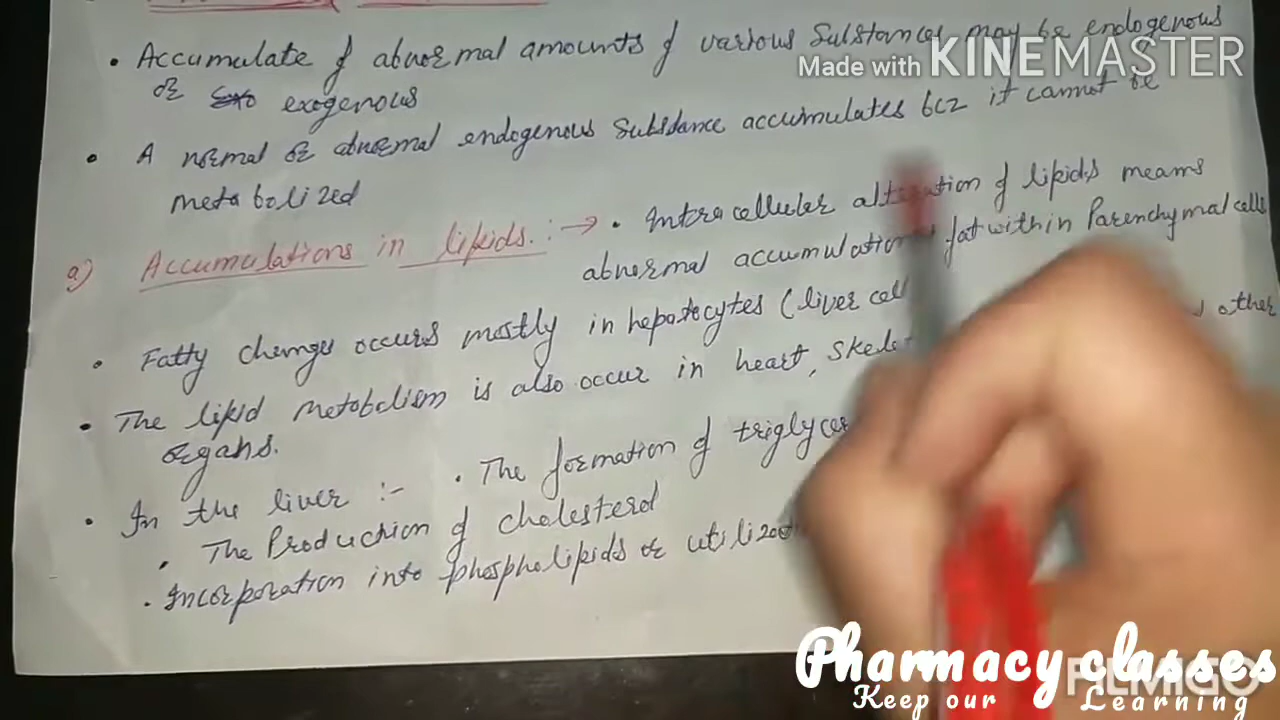 • Accumulate of abnormal amounts of various substances may be endogenous
or exogenous
• A normal or abnormal endogenous substance accumulates bcz it cannot be
metabolized
a) Accumulations in lipids :- → • Intracellular alteration of lipids means
abnormal accumulation fat within Parenchymal cells
• Fatty changes occurs mostly in hepatocytes (liver cell
• The lipid metabolism is also occur in heart, skelet other
organs.
• In the liver :- • The formation of triglycer
• The Production of cholesterol
• Incorporation into phospholipids or utilizat
Made with KINEMASTER
Pharmacy classes
Keep our Learning
FILMIGO